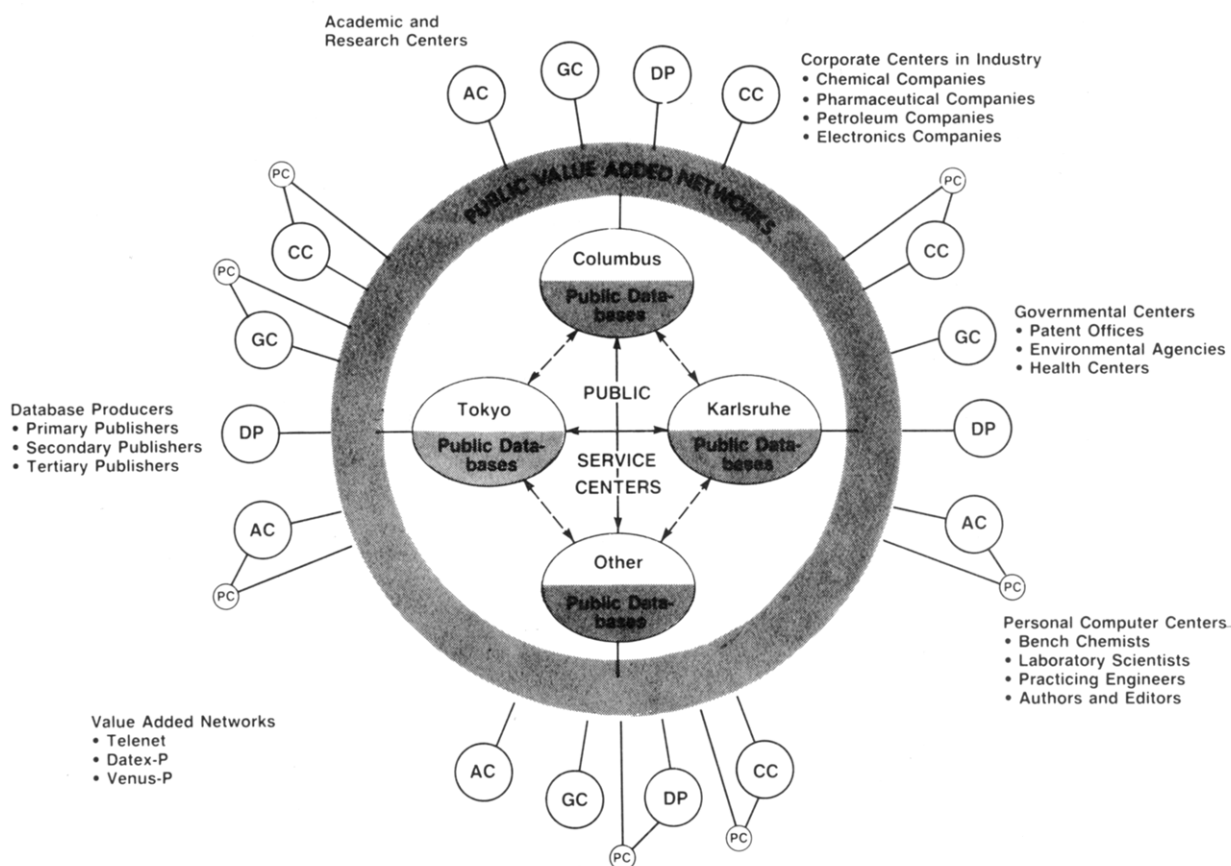 Academic and
Research Centers
AC
GC
DP
CC
Corporate Centers in Industry
• Chemical Companies
• Pharmaceutical Companies
• Petroleum Companies
• Electronics Companies
PUBLIC VALUE ADDED NETWORKS
PC
CC
PC
GC
PC
CC
Columbus
Public Data-
bases
Governmental Centers
• Patent Offices
• Environmental Agencies
• Health Centers
GC
PUBLIC
SERVICE
CENTERS
Tokyo
Public Data-
bases
Karlsruhe
Public Data-
bases
Database Producers
• Primary Publishers
• Secondary Publishers
• Tertiary Publishers
DP
DP
AC
PC
AC
PC
Other
Public Data-
bases
Personal Computer Centers
• Bench Chemists
• Laboratory Scientists
• Practicing Engineers
• Authors and Editors
Value Added Networks
• Telenet
• Datex-P
• Venus-P
AC
GC
DP
CC
PC
PC